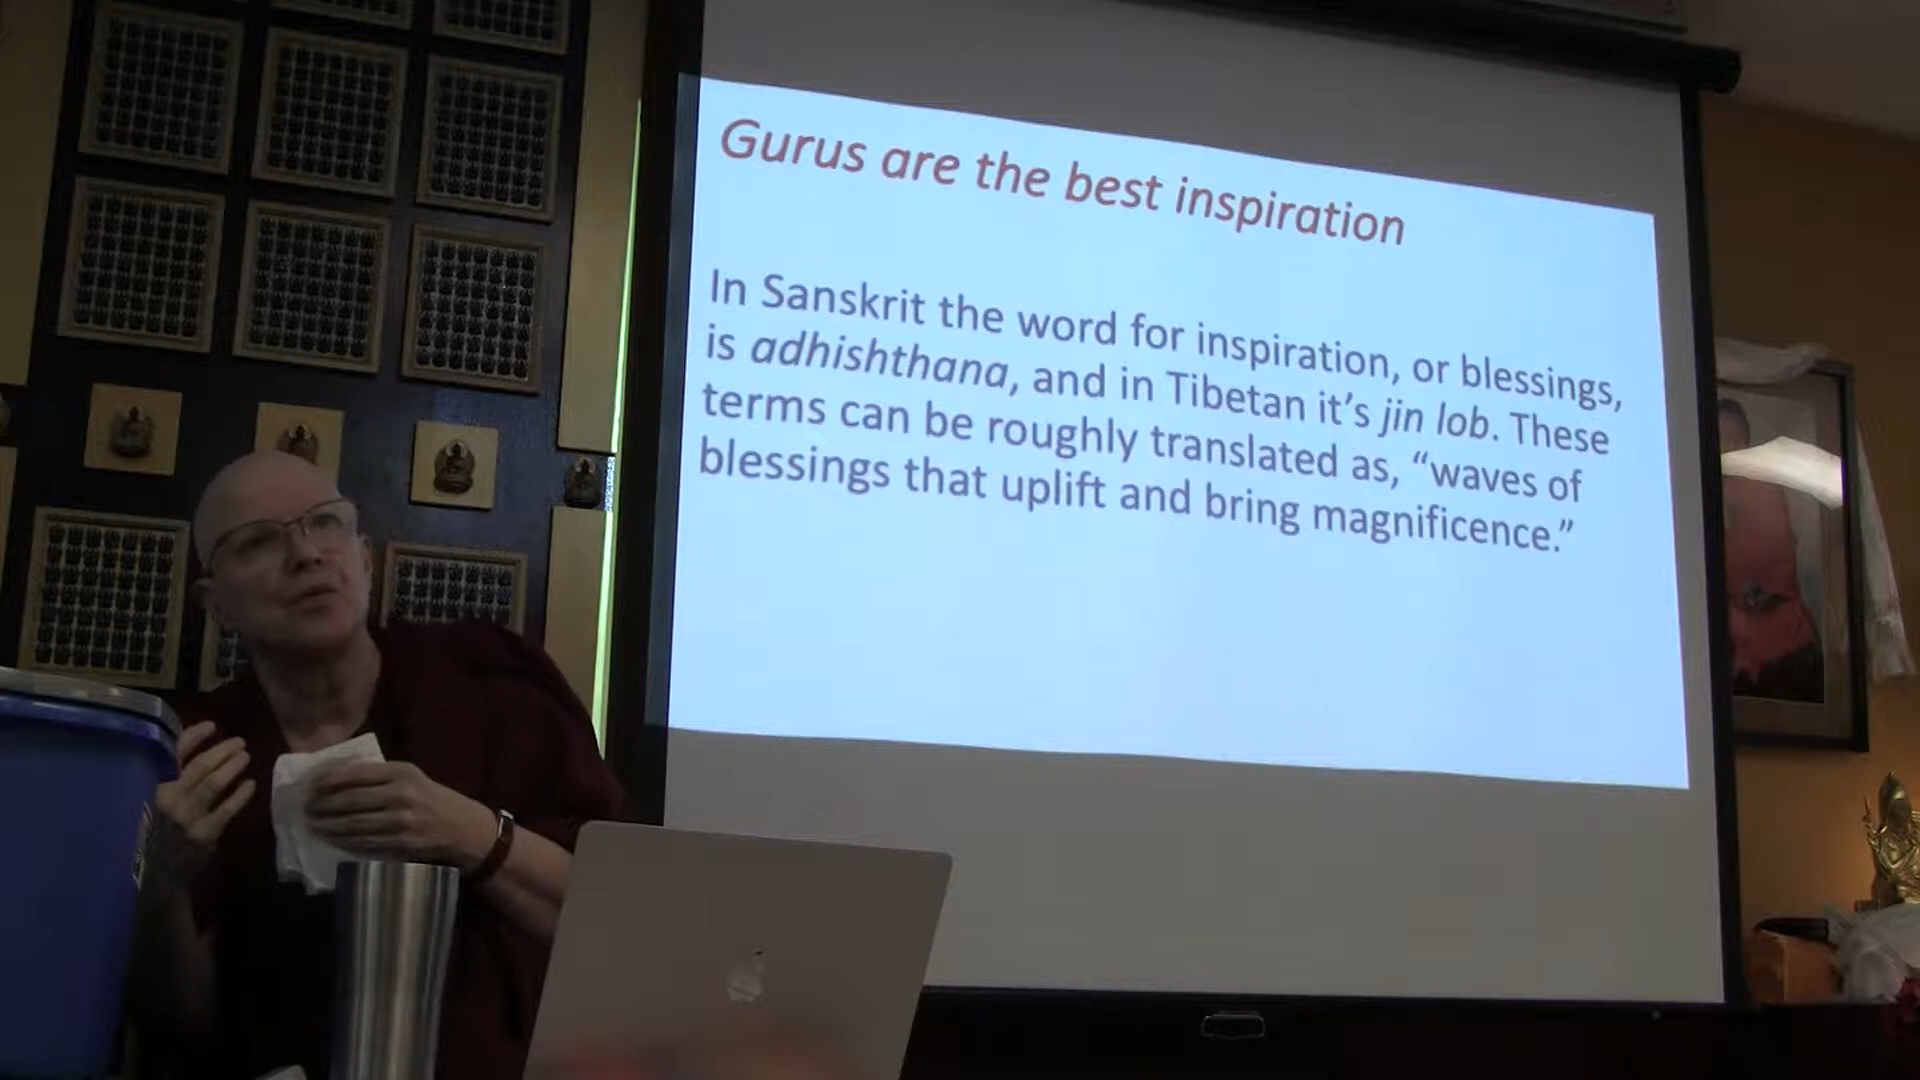 Gurus are the best inspiration
In Sanskrit the word for inspiration, or blessings,
is adhishthana, and in Tibetan it's jin lob. These
terms can be roughly translated as, “waves of
blessings that uplift and bring magnificence.”